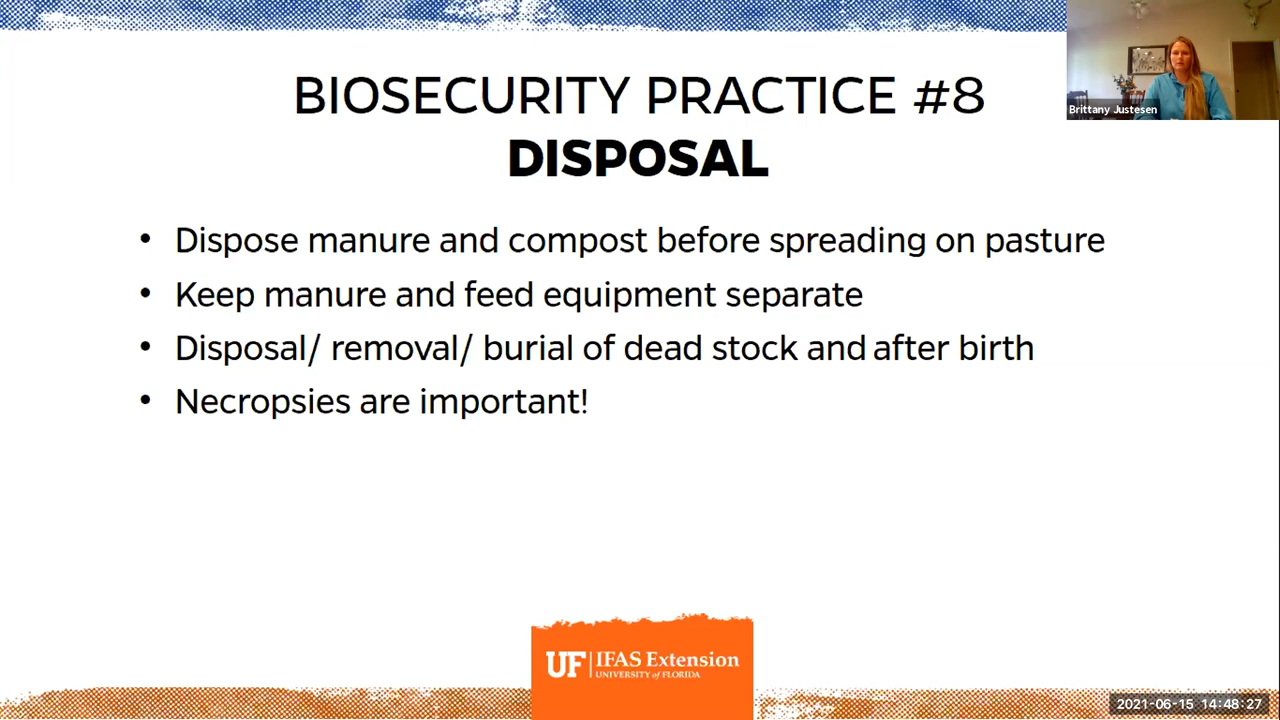 BIOSECURITY PRACTICE #8
DISPOSAL
Brittany Justesen
• Dispose manure and compost before spreading on pasture
• Keep manure and feed equipment separate
• Disposal/ removal/ burial of dead stock and after birth
• Necropsies are important!
UF IFAS Extension
UNIVERSITY of FLORIDA
2021-06-15 14:48:27